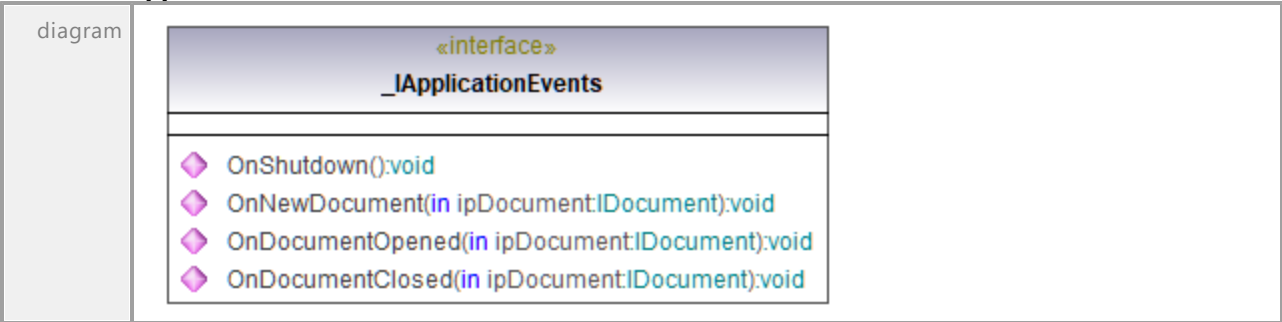 diagram
«interface»
_IApplicationEvents
OnShutdown():void
OnNewDocument(in ipDocument:IDocument):void
OnDocumentOpened(in ipDocument:IDocument):void
OnDocumentClosed(in ipDocument:IDocument):void